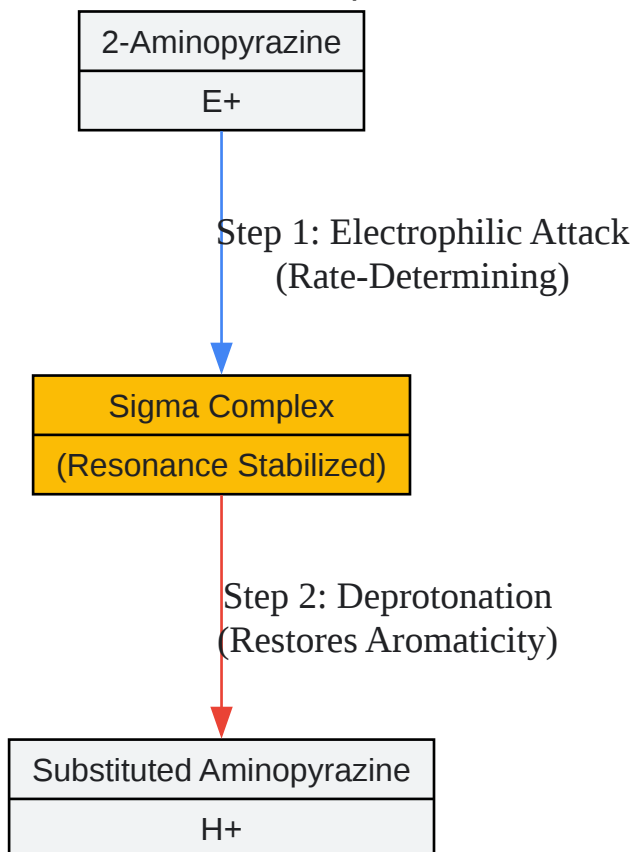 2-Aminopyrazine
E+
Step 1: Electrophilic Attack
(Rate-Determining)
Sigma Complex
(Resonance Stabilized)
Step 2: Deprotonation
(Restores Aromaticity)
Substituted Aminopyrazine
H+